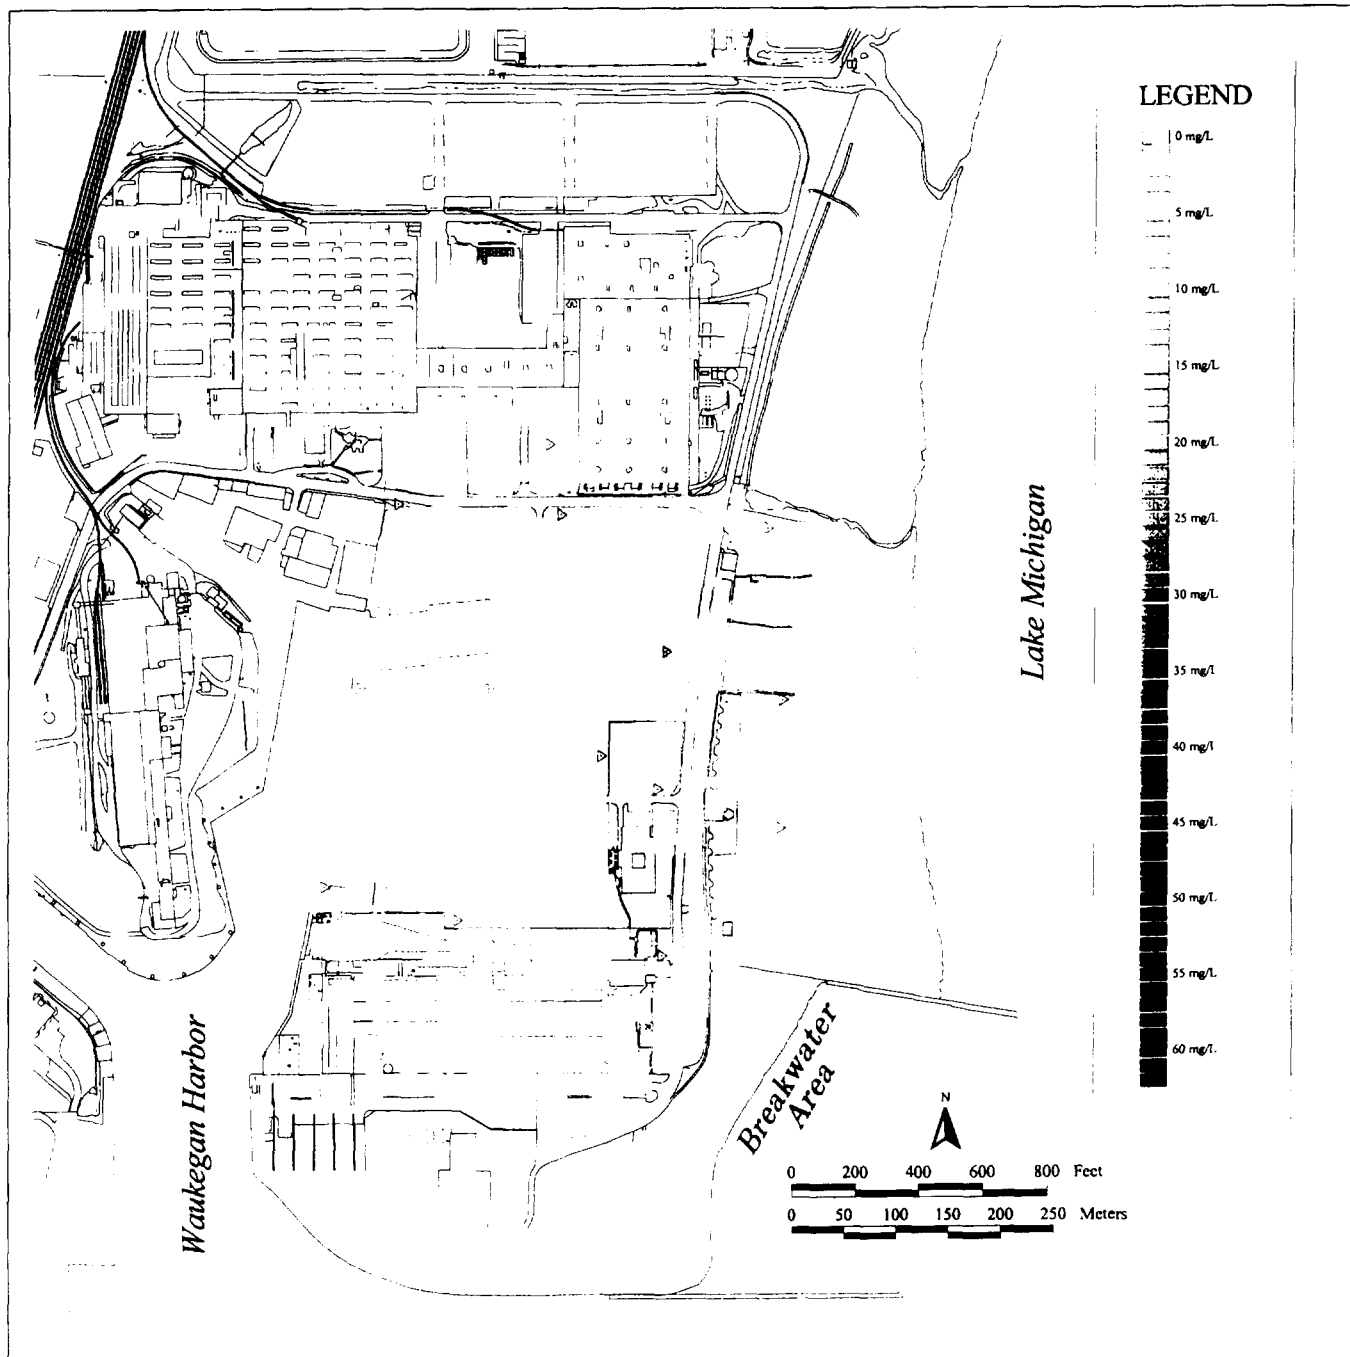 LEGEND
0 mg/L
5 mg/L
10 mg/L
15 mg/L
20 mg/L
25 mg/L
30 mg/L
35 mg/l
40 mg/l
45 mg/L
50 mg/L
55 mg/L
60 mg/L
Lake Michigan
Waukegan Harbor
Breakwater
Area
N
0 200 400 600 800 Feet
0 50 100 150 200 250 Meters